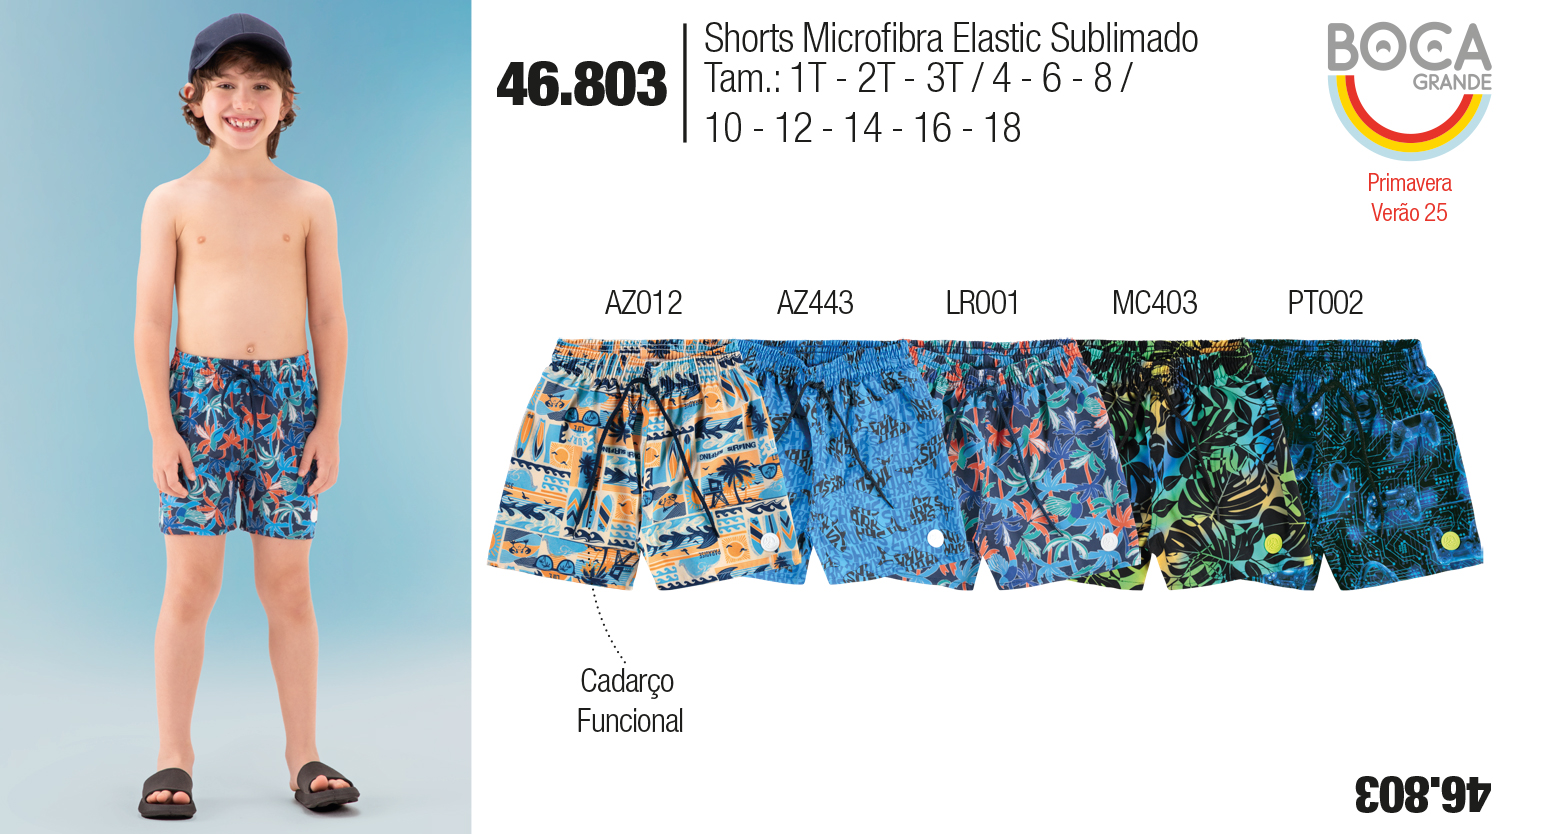 46.803
Shorts Microfibra Elastic Sublimado
Tam.: 1T - 2T - 3T / 4 - 6 - 8 /
10 - 12 - 14 - 16 - 18
BOCA
GRANDE
Primavera
Verão 25
AZ012
AZ443
LR001
MC403
PT002
Cadarço
Funcional
46.803